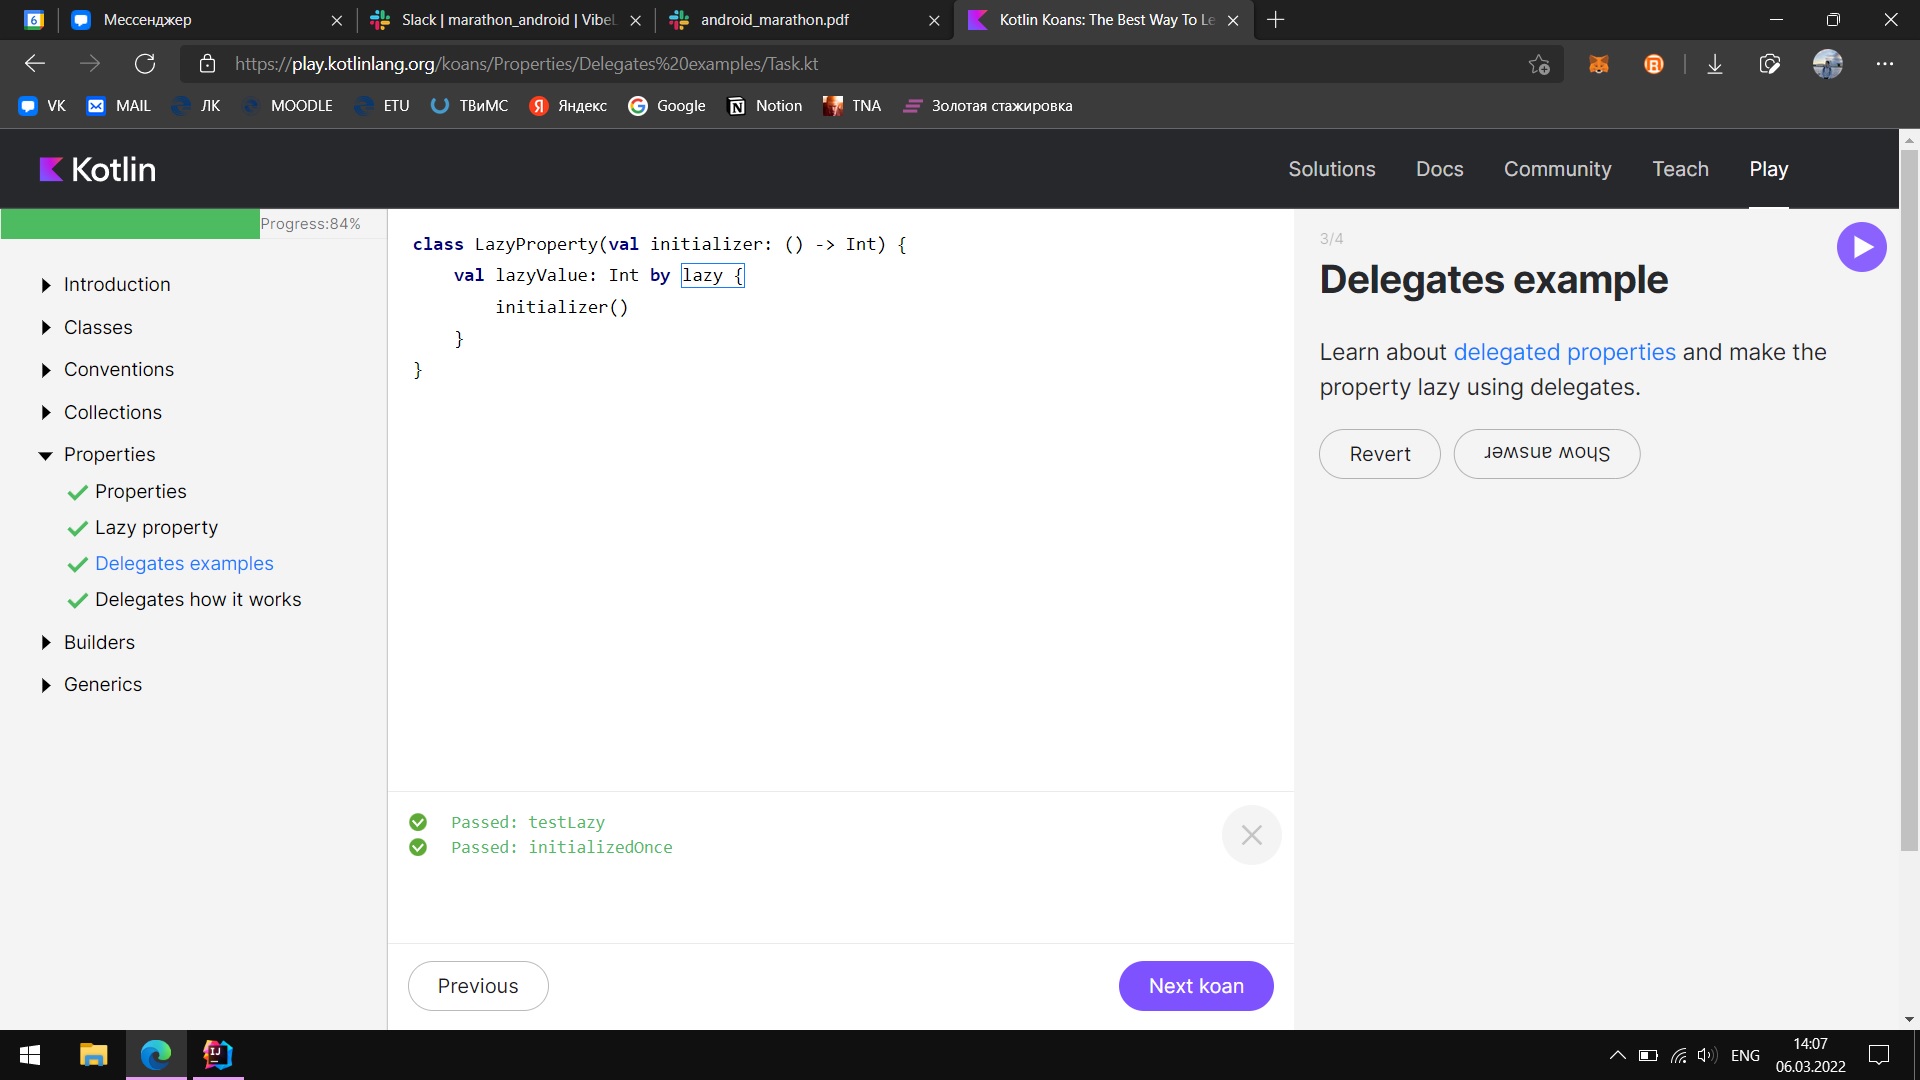 6
Мессенджер
Slack | marathon_android | VibeL
android_marathon.pdf
Kotlin Koans: The Best Way To Le
https://play.kotlinlang.org/koans/Properties/Delegates%20examples/Task.kt
VK
MAIL
ЛК
MOODLE
ETU
ТВиМС
Яндекс
Google
Notion
TNA
Золотая стажировка
Kotlin
Solutions
Docs
Community
Teach
Play
Progress:84%
Introduction
Classes
Conventions
Collections
Properties
Properties
Lazy property
Delegates examples
Delegates how it works
Builders
Generics
class LazyProperty(val initializer: () -> Int) {
val lazyValue: Int by lazy {
initializer()
}
}
Passed: testLazy
Passed: initializedOnce
Previous
Next koan
3/4
Delegates example
Learn about delegated properties and make the
property lazy using delegates.
Revert
Show answer
ENG
14:07
06.03.2022